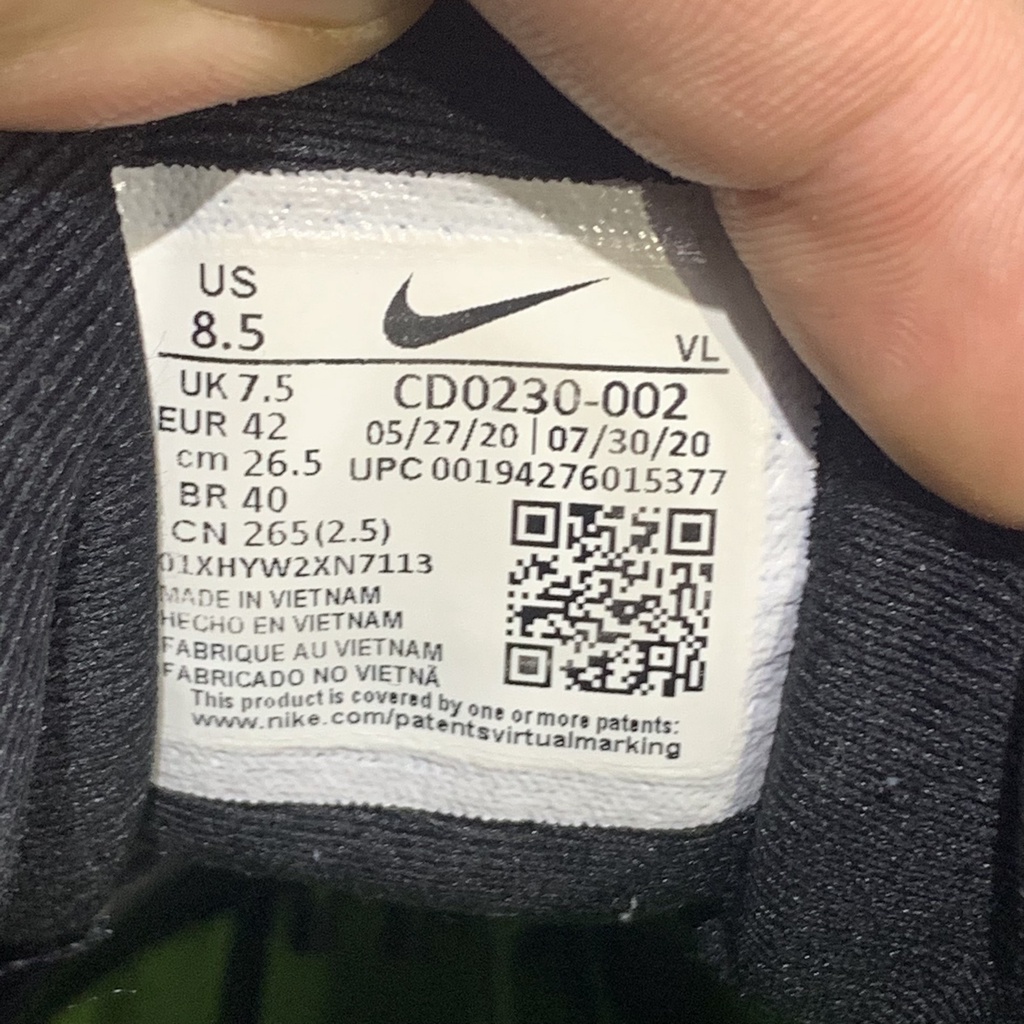 US
8.5
VL
UK 7.5
CD0230-002
EUR 42
05/27/20 | 07/30/20
cm 26.5
UPC 00194276015377
BR 40
CN 265(2.5)
01XHYW2XN7113
MADE IN VIETNAM
HECHO EN VIETNAM
FABRIQUE AU VIETNAM
FABRICADO NO VIETNÃ
This product is covered by one or more patents:
www.nike.com/patentsvirtualmarking